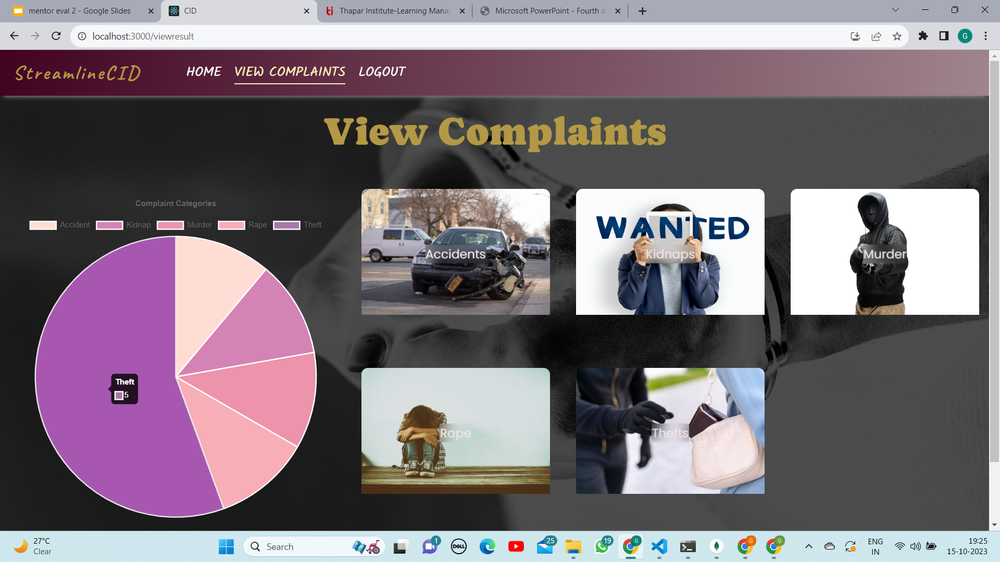 mentor eval 2 - Google Slides
CID
Thapar Institute-Learning Manag
Microsoft PowerPoint - Fourth a
localhost:3000/viewresult
G
StreamlineCID
HOME
VIEW COMPLAINTS
LOGOUT
View Complaints
Complaint Categories
Accident
Kidnap
Murder
Rape
Theft
Theft
5
Accidents
WANTED
Kidnaps
Murder
Rape
Thefts
27°C
Clear
Search
1
DELL
25
19
G
G
G
ENG
IN
19:25
15-10-2023